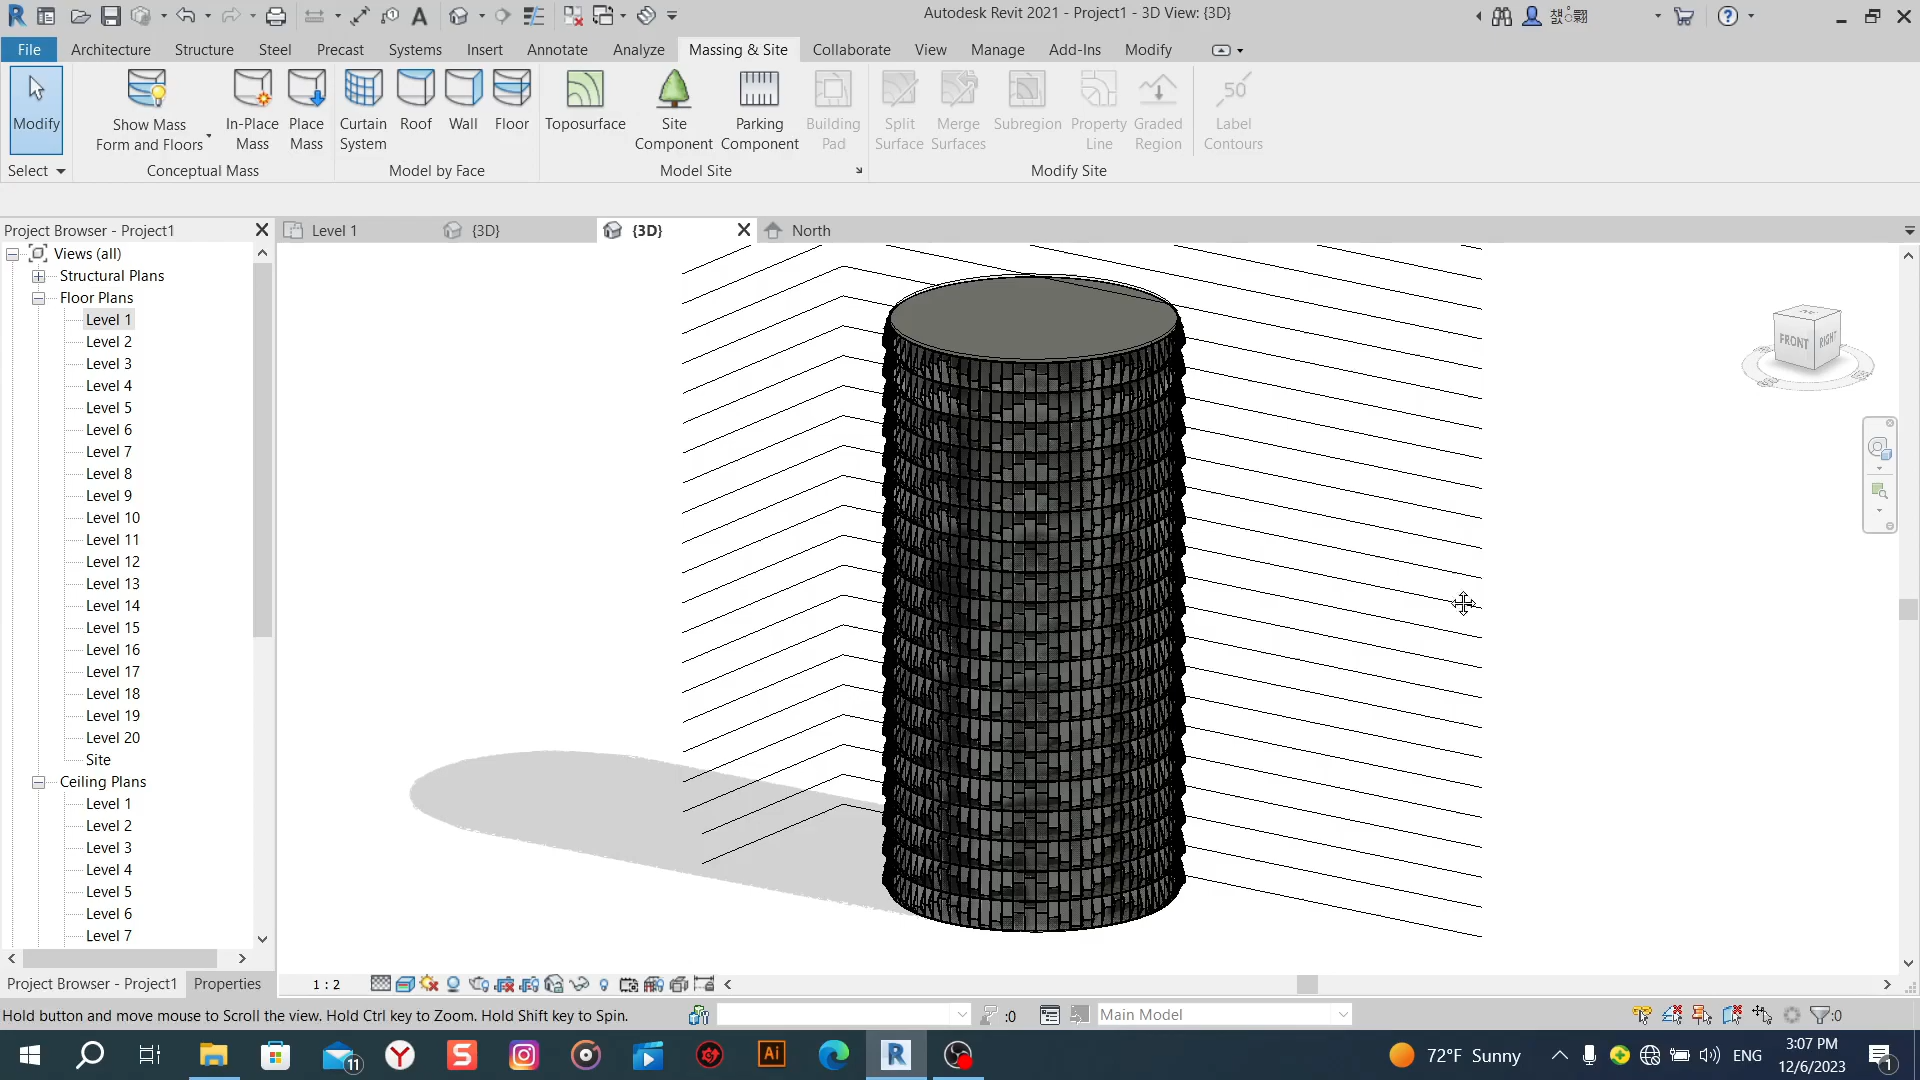 Autodesk Revit 2021 - Project1 - 3D View: {3D}
File Architecture Structure Steel Precast Systems Insert Annotate Analyze Massing & Site Collaborate View Manage Add-Ins Modify
Modify
Show Mass
Form and Floors
In-Place
Mass
Place
Mass
Curtain
System
Roof
Wall
Floor
Toposurface
Site
Component
Parking
Component
Building
Pad
Split
Surface
Merge
Surfaces
Subregion
Property
Line
Graded
Region
Label
Contours
Select Conceptual Mass Model by Face Model Site Modify Site
Project Browser - Project1
Level 1 {3D} {3D} North
Views (all)
Structural Plans
Floor Plans
Level 1
Level 2
Level 3
Level 4
Level 5
Level 6
Level 7
Level 8
Level 9
Level 10
Level 11
Level 12
Level 13
Level 14
Level 15
Level 16
Level 17
Level 18
Level 19
Level 20
Site
Ceiling Plans
Level 1
Level 2
Level 3
Level 4
Level 5
Level 6
Level 7
FRONT RIGHT
Project Browser - Project1 Properties
1 : 2
Hold button and move mouse to Scroll the view. Hold Ctrl key to Zoom. Hold Shift key to Spin.
:0
Main Model
:0
11
Ai
R
72°F Sunny
ENG
3:07 PM
12/6/2023
1